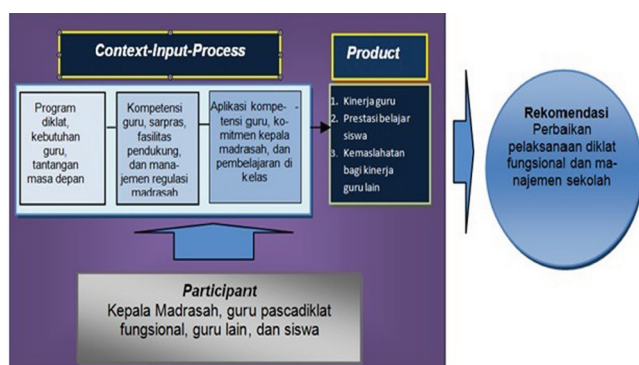 Context-Input-Process
Product
Program
diklat,
kebutuhan
guru,
tantangan
masa depan
Kompetensi
guru, sarpras,
fasilitas
pendukung,
dan mana-
jemen regulasi
madrasah
Aplikasi kompe-
tensi guru, ko-
mitmen kepala
madrasah, dan
pembelajaran di
kelas
1. Kinerja guru
2. Prestasi belajar
siswa
3. Kemaslahatan
bagi kinerja
guru lain
Rekomendasi
Perbaikan
pelaksanaan diklat
fungsional dan ma-
najemen sekolah
Participant
Kepala Madrasah, guru pascadiklat
fungsional, guru lain, dan siswa